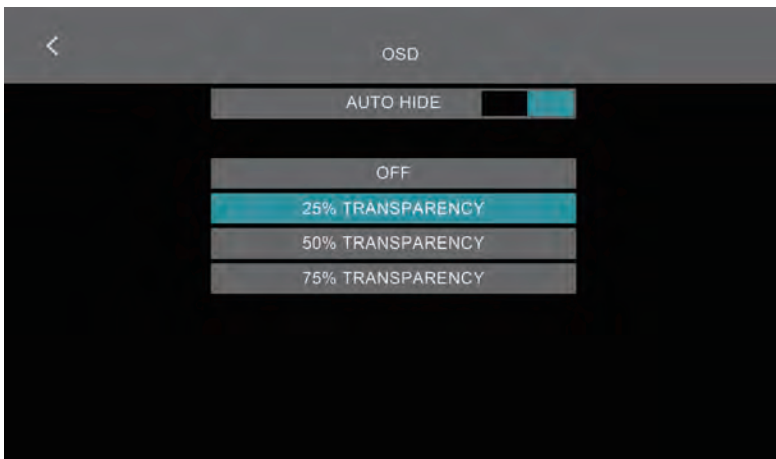 OSD
AUTO HIDE
OFF
25% TRANSPARENCY
50% TRANSPARENCY
75% TRANSPARENCY